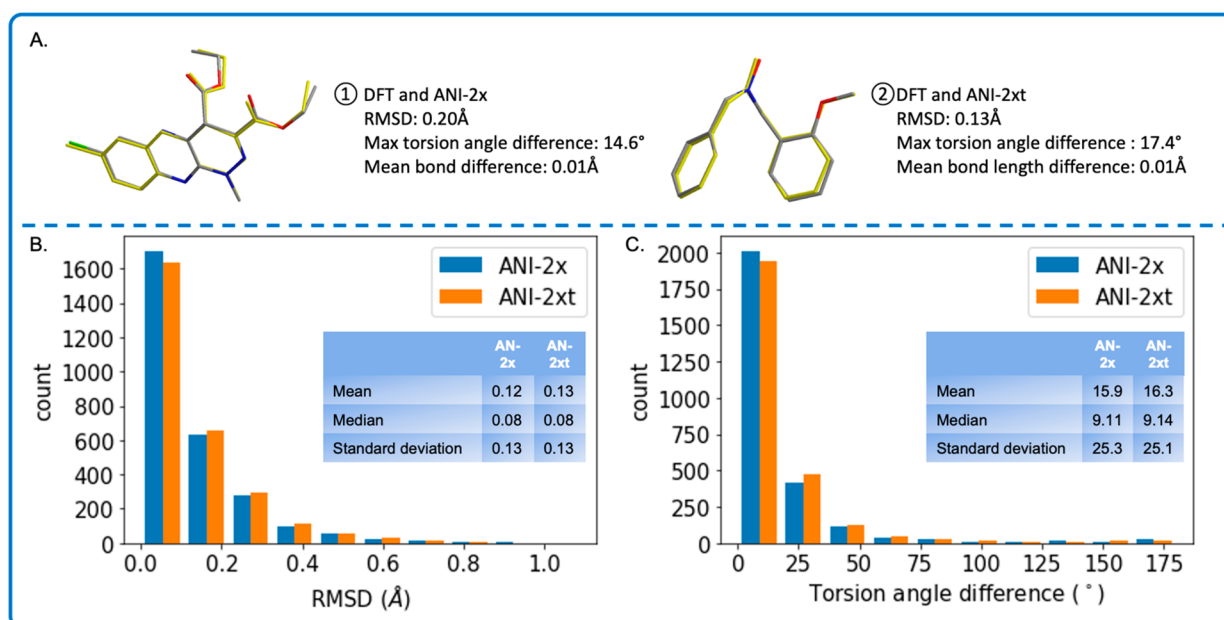 A.
① DFT and ANI-2x
RMSD: 0.20Å
Max torsion angle difference: 14.6°
Mean bond difference: 0.01Å
② DFT and ANI-2xt
RMSD: 0.13Å
Max torsion angle difference : 17.4°
Mean bond length difference: 0.01Å
B.
count
1600
1400
1200
1000
800
600
400
200
0
0.0 0.2 0.4 0.6 0.8 1.0
RMSD (Å)
ANI-2x
ANI-2xt
AN-2x AN-2xt
Mean 0.12 0.13
Median 0.08 0.08
Standard deviation 0.13 0.13
C.
count
2000
1750
1500
1250
1000
750
500
250
0
0 25 50 75 100 125 150 175
Torsion angle difference (°)
ANI-2x
ANI-2xt
AN-2x AN-2xt
Mean 15.9 16.3
Median 9.11 9.14
Standard deviation 25.3 25.1